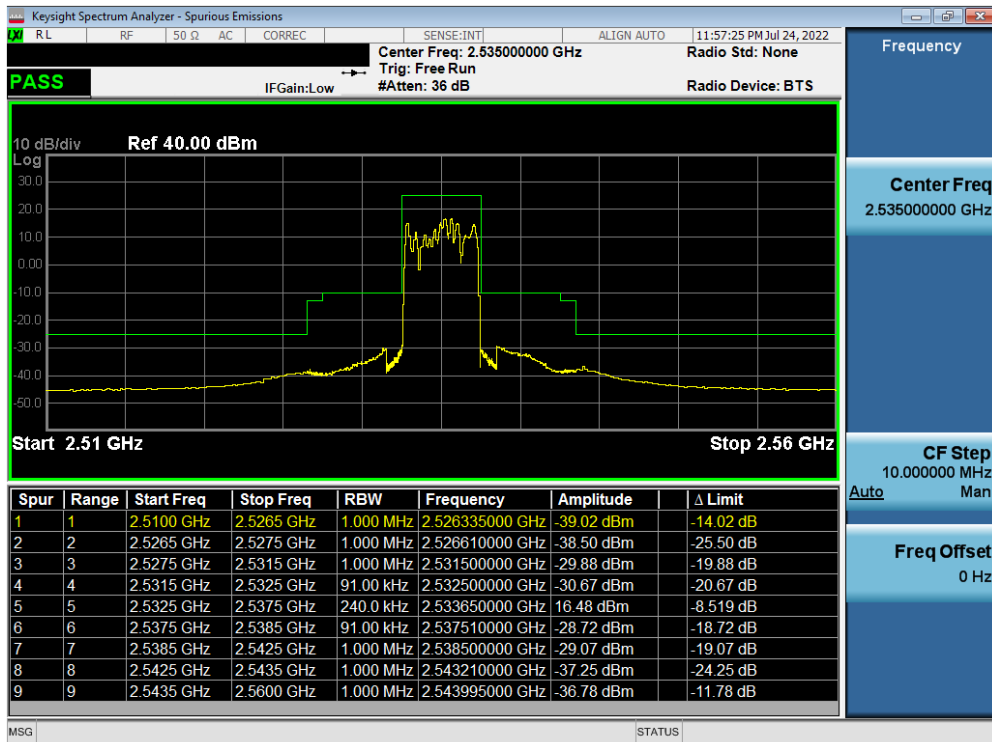 Keysight Spectrum Analyzer - Spurious Emissions
LXI RL RF 50 Ω AC CORREC SENSE:INT ALIGN AUTO 11:57:25 PM Jul 24, 2022
Center Freq: 2.535000000 GHz Radio Std: None
Trig: Free Run
PASS IFGain:Low #Atten: 36 dB Radio Device: BTS
10 dB/div Ref 40.00 dBm
Log
30.0
20.0
10.0
0.00
-10.0
-20.0
-30.0
-40.0
-50.0
Start 2.51 GHz Stop 2.56 GHz
Spur Range Start Freq Stop Freq RBW Frequency Amplitude Δ Limit
1 1 2.5100 GHz 2.5265 GHz 1.000 MHz 2.526335000 GHz -39.02 dBm -14.02 dB
2 2 2.5265 GHz 2.5275 GHz 1.000 MHz 2.526610000 GHz -38.50 dBm -25.50 dB
3 3 2.5275 GHz 2.5315 GHz 1.000 MHz 2.531500000 GHz -29.88 dBm -19.88 dB
4 4 2.5315 GHz 2.5325 GHz 91.00 kHz 2.532500000 GHz -30.67 dBm -20.67 dB
5 5 2.5325 GHz 2.5375 GHz 240.0 kHz 2.533650000 GHz 16.48 dBm -8.519 dB
6 6 2.5375 GHz 2.5385 GHz 91.00 kHz 2.537510000 GHz -28.72 dBm -18.72 dB
7 7 2.5385 GHz 2.5425 GHz 1.000 MHz 2.538500000 GHz -29.07 dBm -19.07 dB
8 8 2.5425 GHz 2.5435 GHz 1.000 MHz 2.543210000 GHz -37.25 dBm -24.25 dB
9 9 2.5435 GHz 2.5600 GHz 1.000 MHz 2.543995000 GHz -36.78 dBm -11.78 dB
MSG STATUS
Frequency
Center Freq
2.535000000 GHz
CF Step
10.000000 MHz
Auto Man
Freq Offset
0 Hz